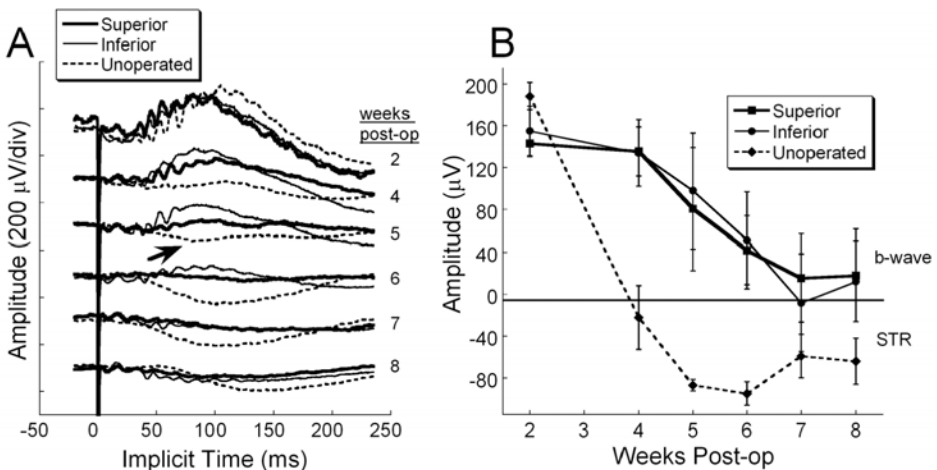 A
Superior
Inferior
Unoperated
Amplitude (200 μV/div)
weeks
post-op
2
4
5
6
7
8
-50 0 50 100 150 200 250
Implicit Time (ms)
B
Superior
Inferior
Unoperated
Amplitude (μV)
200
160
120
80
40
0
-40
-80
b-wave
STR
2 3 4 5 6 7 8
Weeks Post-op